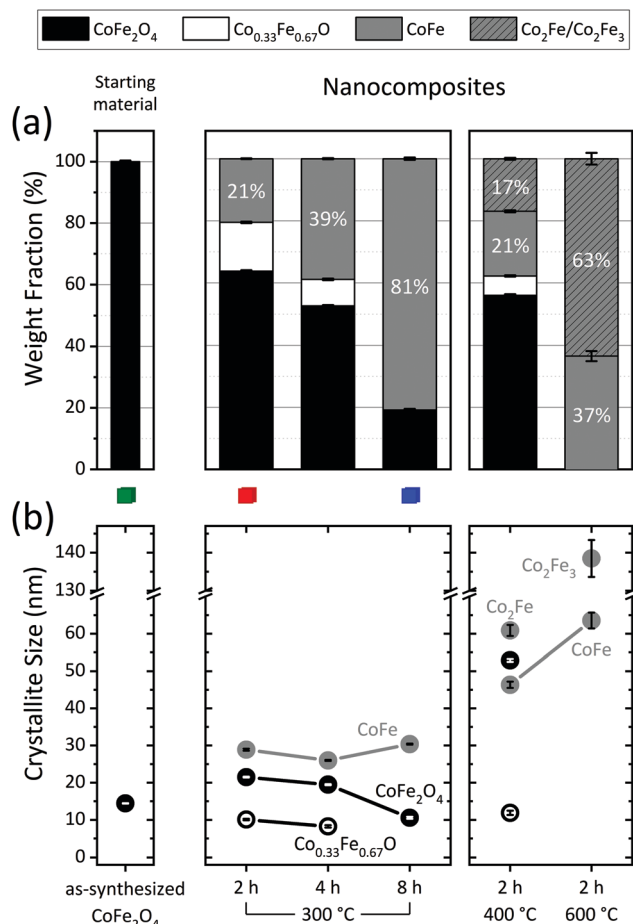 CoFe₂O₄ Co₀.₃₃Fe₀.₆₇O CoFe Co₂Fe/Co₂Fe₃
Starting
material
Nanocomposites
(a)
Weight Fraction (%)
100
80
60
40
20
0
21%
39%
81%
17%
21%
63%
37%
(b)
Crystallite Size (nm)
140
130
60
50
40
30
20
10
0
Co₂Fe₃
Co₂Fe
CoFe
CoFe
CoFe₂O₄
Co₀.₃₃Fe₀.₆₇O
as-synthesized
CoFe₂O₄
2 h 4 h 8 h
300 °C
2 h 2 h
400 °C 600 °C